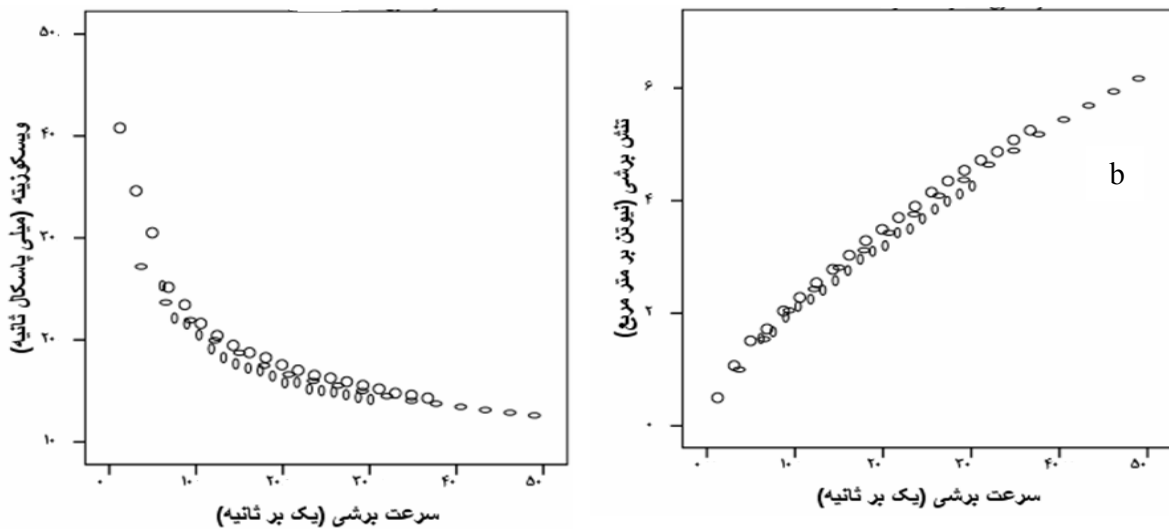 ۵۰
۴۰
۳۰
۲۰
۱۰
ویسکوزیته (میلی پاسکال ثانیه)
۰ ۱۰ ۲۰ ۳۰ ۴۰ ۵۰
سرعت برشی (یک بر ثانیه)
۶
۴
۲
۰
تنش برشی (نیوتن بر متر مربع)
b
۰ ۱۰ ۲۰ ۳۰ ۴۰ ۵۰
سرعت برشی (یک بر ثانیه)